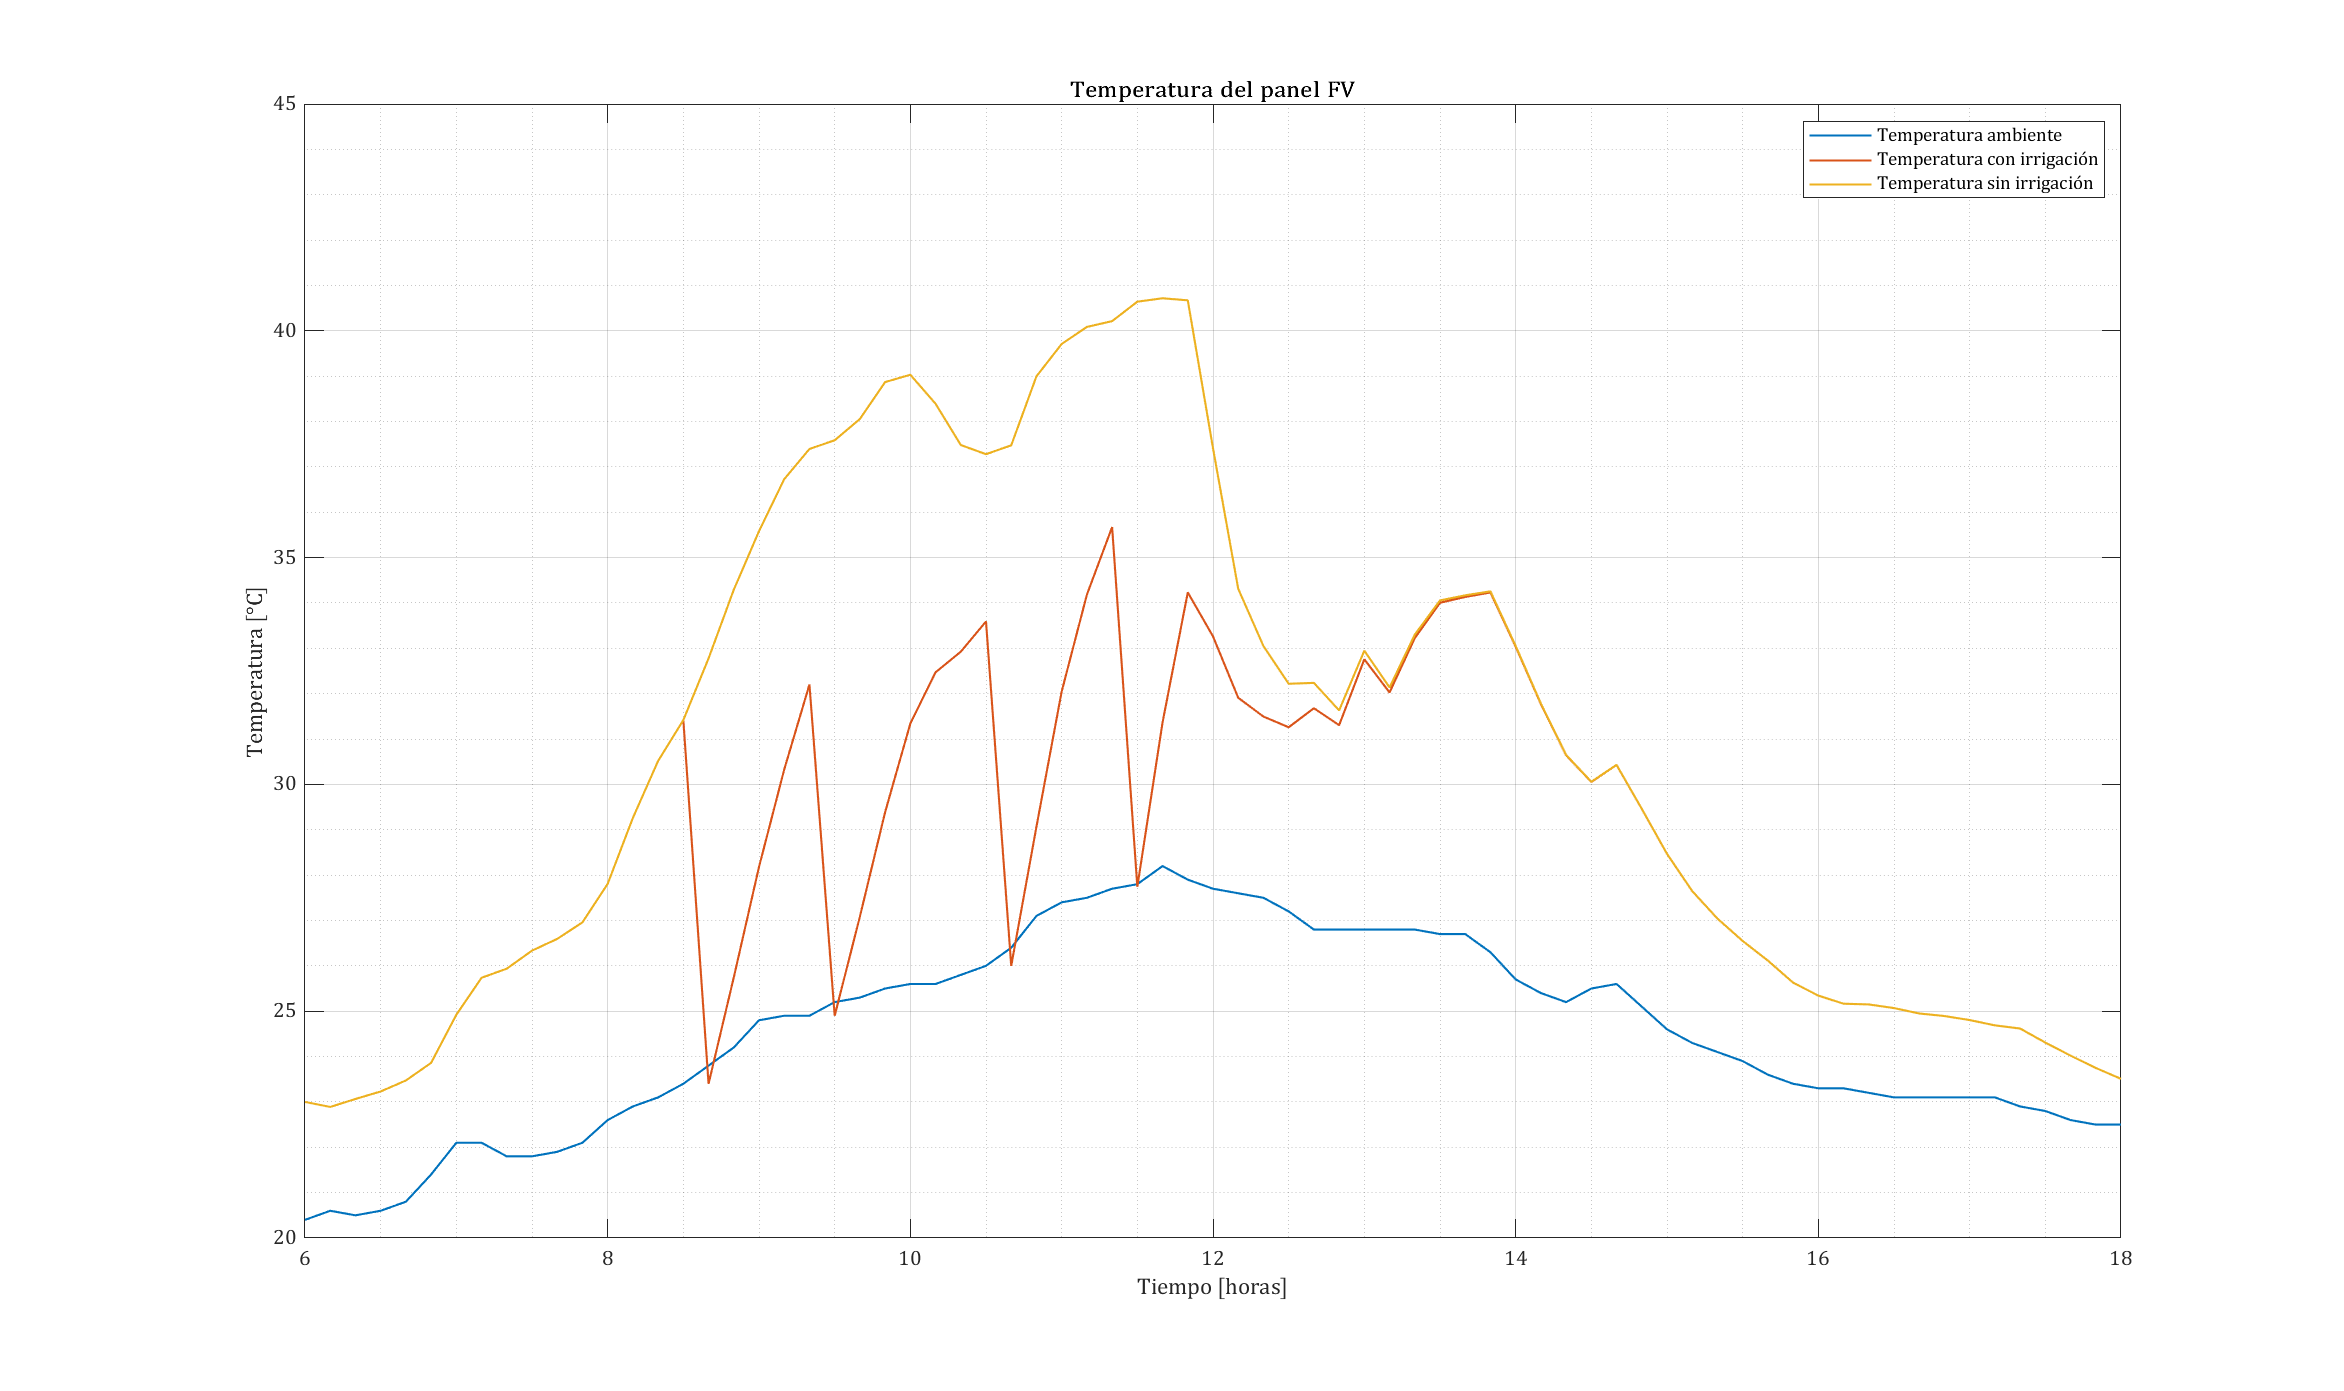 Temperatura del panel FV
45
40
35
30
25
20
Temperatura [°C]
Temperatura ambiente
Temperatura con irrigación
Temperatura sin irrigación
6 8 10 12 14 16 18
Tiempo [horas]